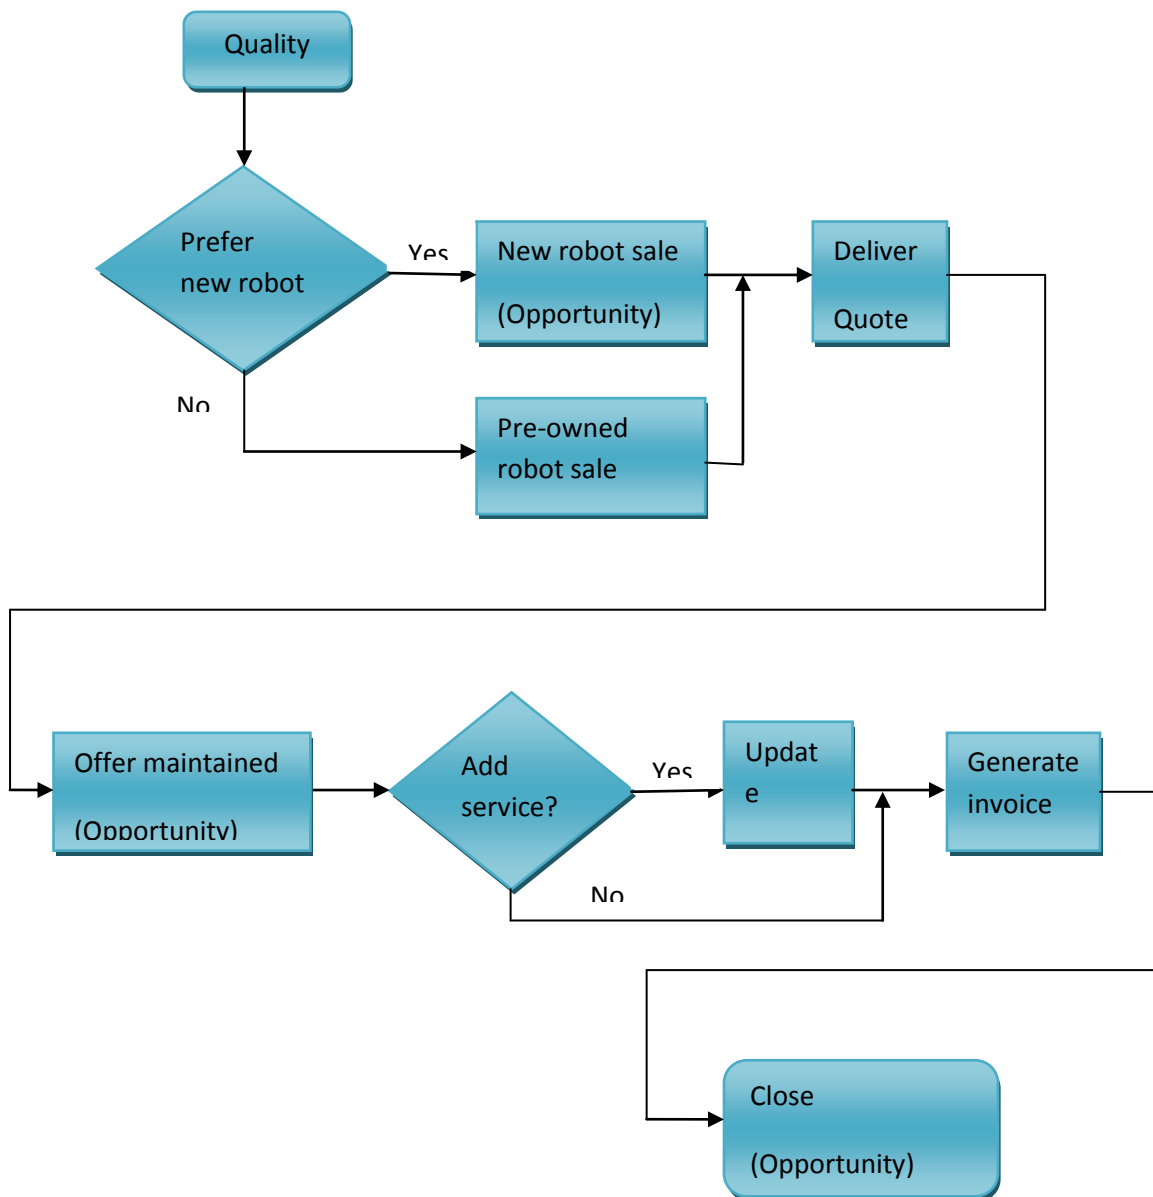 Quality
Prefer
new robot
Yes
New robot sale
(Opportunity)
Deliver
Quote
No
Pre-owned
robot sale
Offer maintained
(Opportunity)
Add
service?
Yes
Updat
e
Generate
invoice
No
Close
(Opportunity)